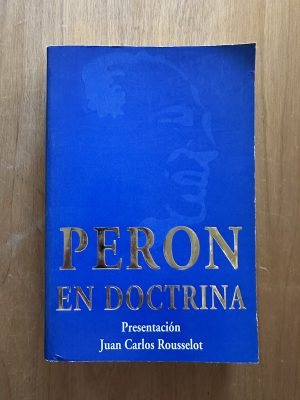 PERON
EN DOCTRINA
Presentación
Juan Carlos Rousselot